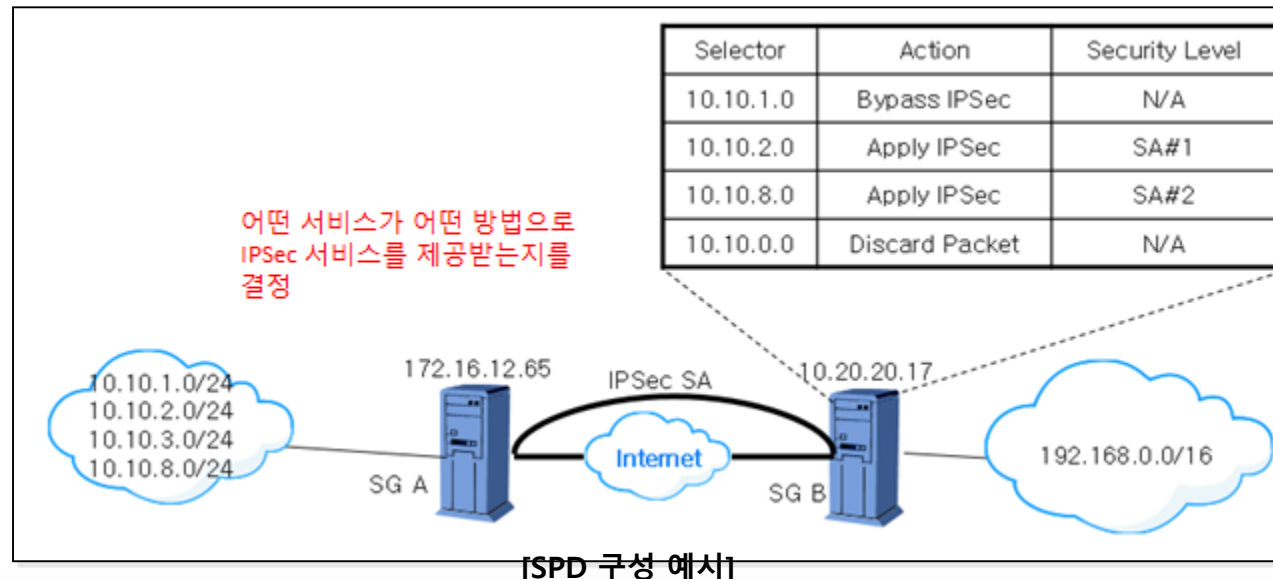 Selector Action Security Level
10.10.1.0 Bypass IPSec N/A
10.10.2.0 Apply IPSec SA#1
10.10.8.0 Apply IPSec SA#2
10.10.0.0 Discard Packet N/A
어떤 서비스가 어떤 방법으로
IPSec 서비스를 제공받는지를
결정
10.10.1.0/24
10.10.2.0/24
10.10.3.0/24
10.10.8.0/24
172.16.12.65
SG A
IPSec SA
Internet
10.20.20.17
SG B
192.168.0.0/16
[SPD 구성 예시]